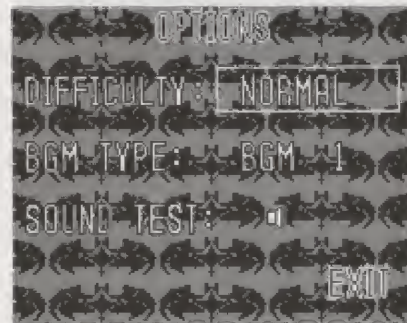 OPTIONS
DIFFICULTY: NORMAL
BGM TYPE: BGM 1
SOUND TEST:
EXIT